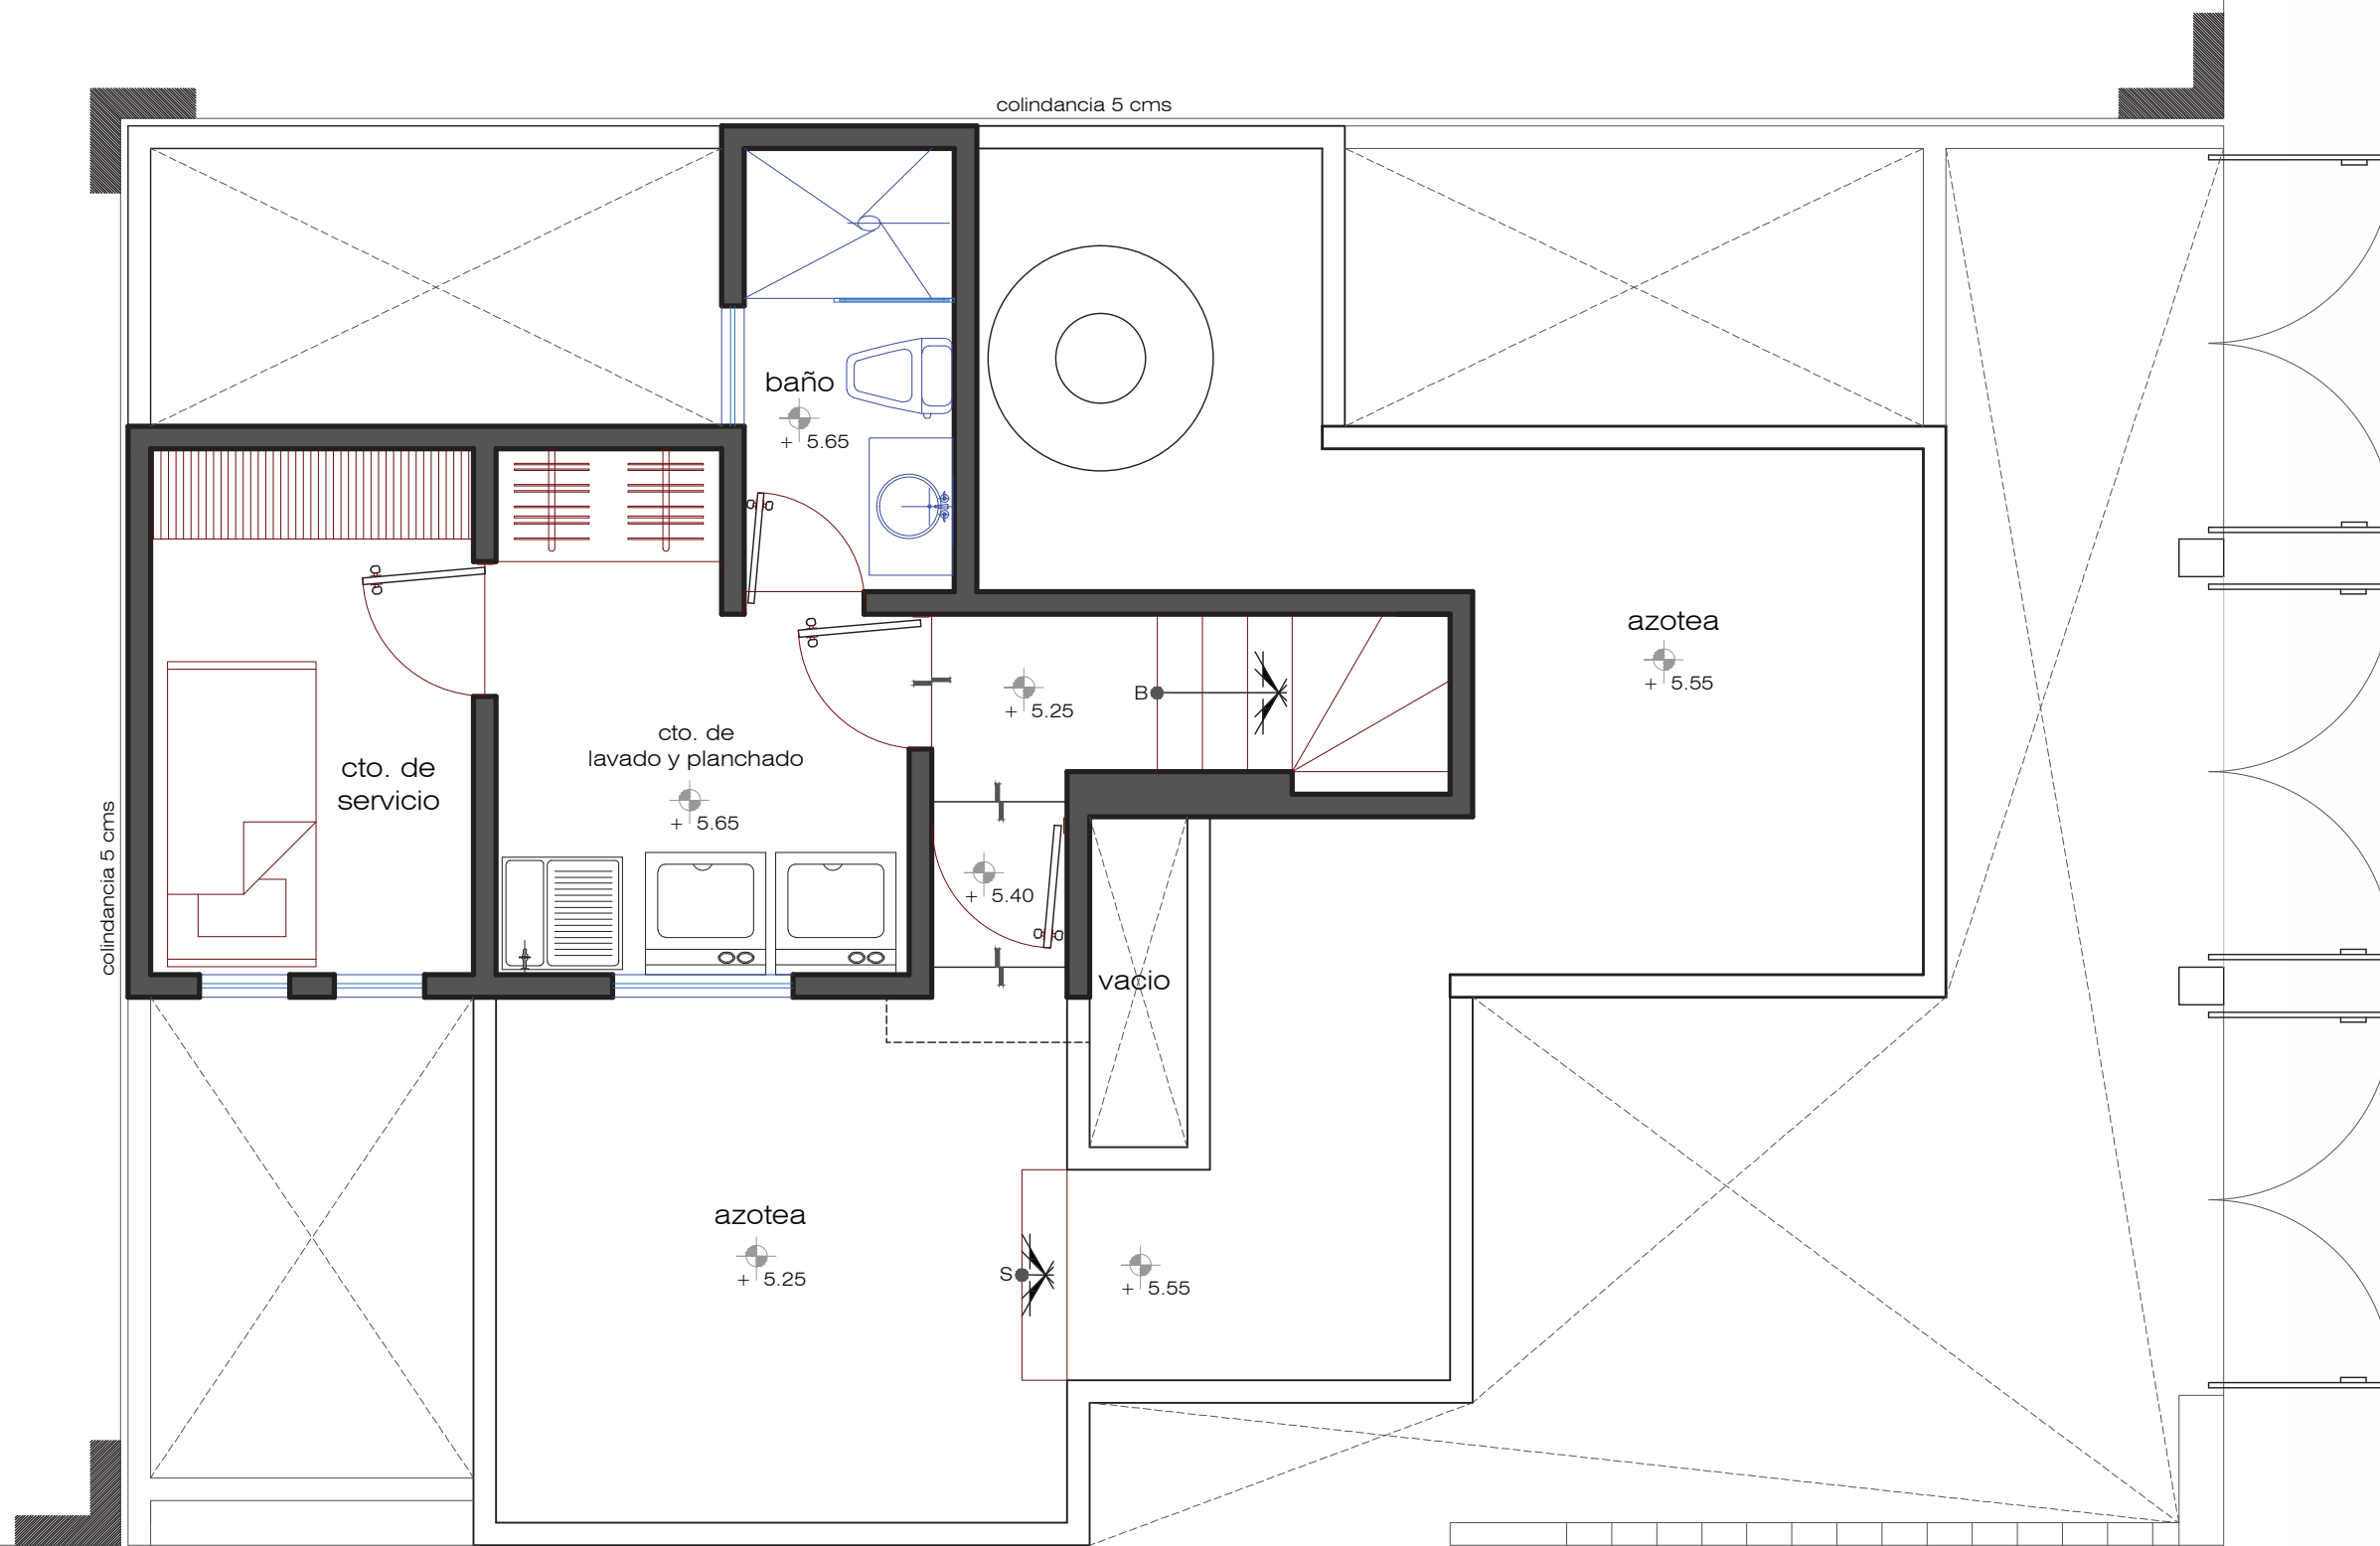 colindancia 5 cms
baño
+ 5.65
azotea
+ 5.55
B
+ 5.25
cto. de
lavado y planchado
+ 5.65
cto. de
servicio
colindancia 5 cms
+ 5.40
vacio
azotea
+ 5.25
S
+ 5.55